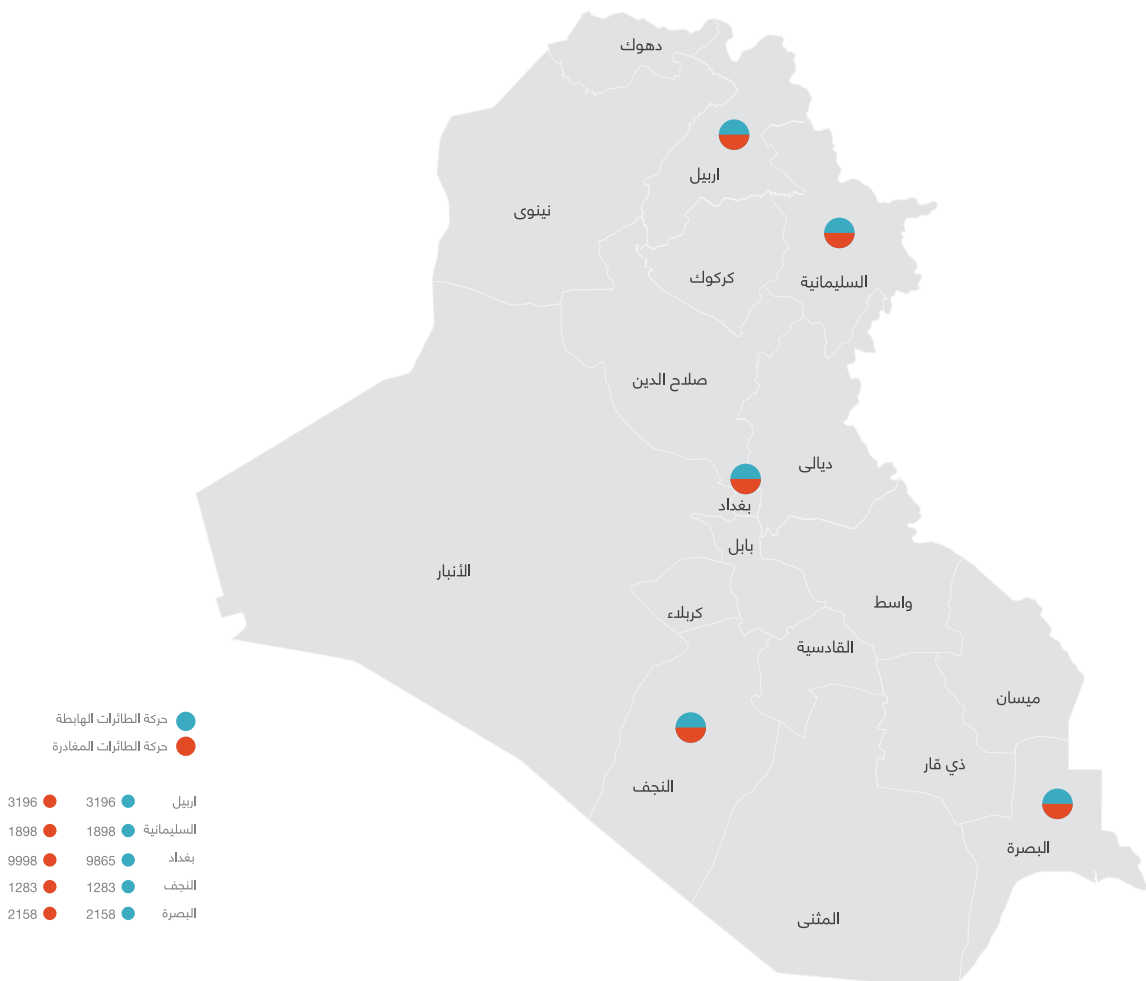 دهوك
اربيل
نينوى
كركوك
السليمانية
صلاح الدين
ديالى
بغداد
بابل
الأنبار
واسط
كربلاء
القادسية
ميسان
ذي قار
النجف
البصرة
المثنى
حركة الطائرات الهابطة
حركة الطائرات المغادرة
اربيل 3196 3196
السليمانية 1898 1898
بغداد 9865 9998
النجف 1283 1283
البصرة 2158 2158